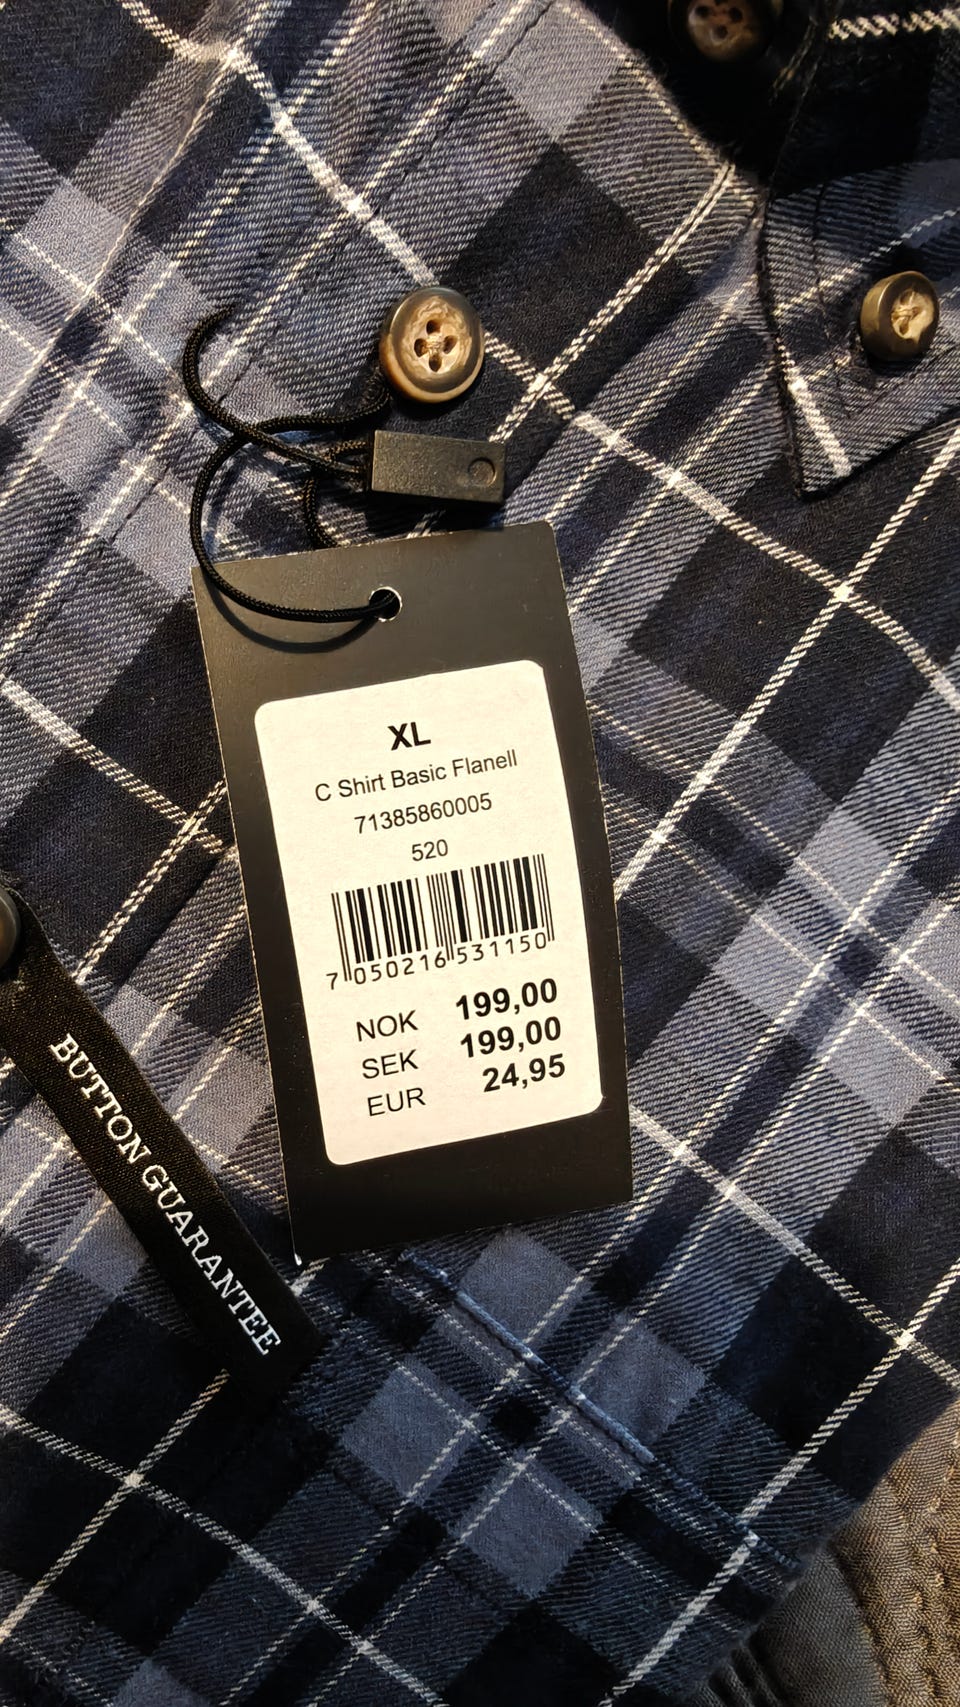 XL
C Shirt Basic Flanell
71385860005
520
7 050216 531150
NOK 199,00
SEK 199,00
EUR 24,95
BUTTON GUARANTEE